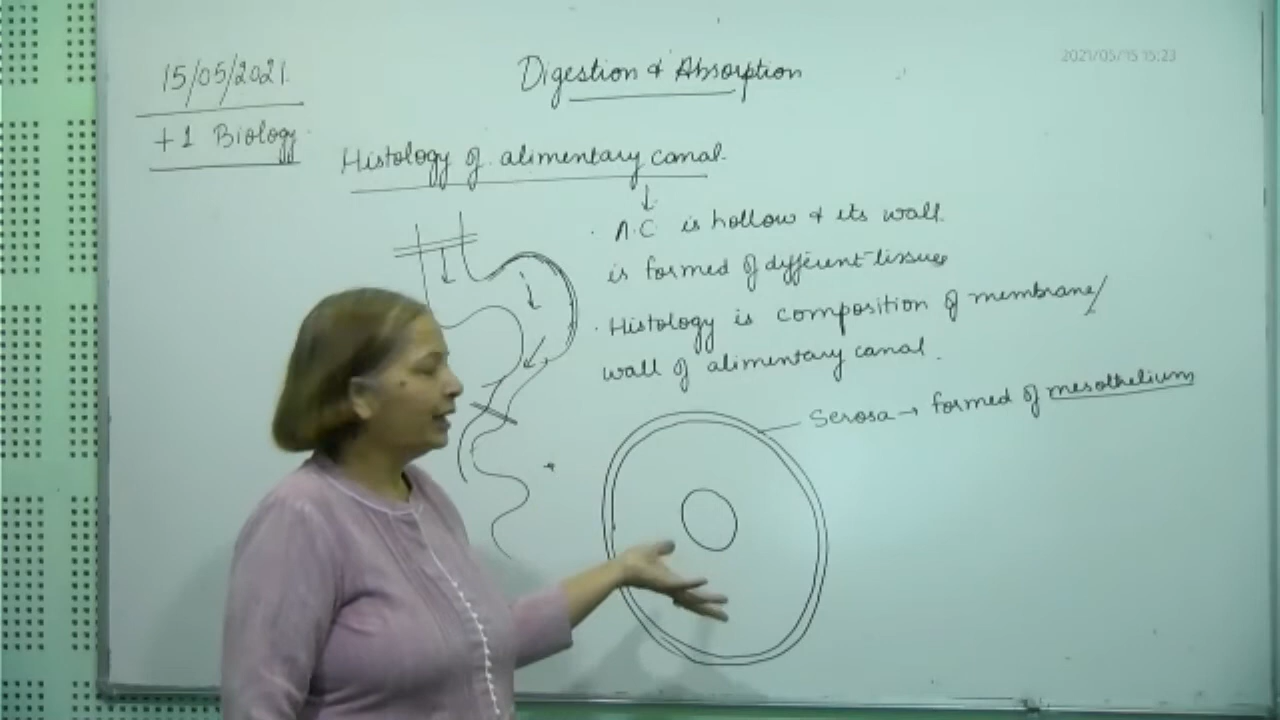 15/05/2021
+1 Biology
Digestion & Absorption
2021/05/15 15:23
Histology of alimentary canal.
A.C is hollow & its wall
is formed of different tissues
Histology is composition of membrane/
wall of alimentary canal.
Serosa → formed of mesothelium